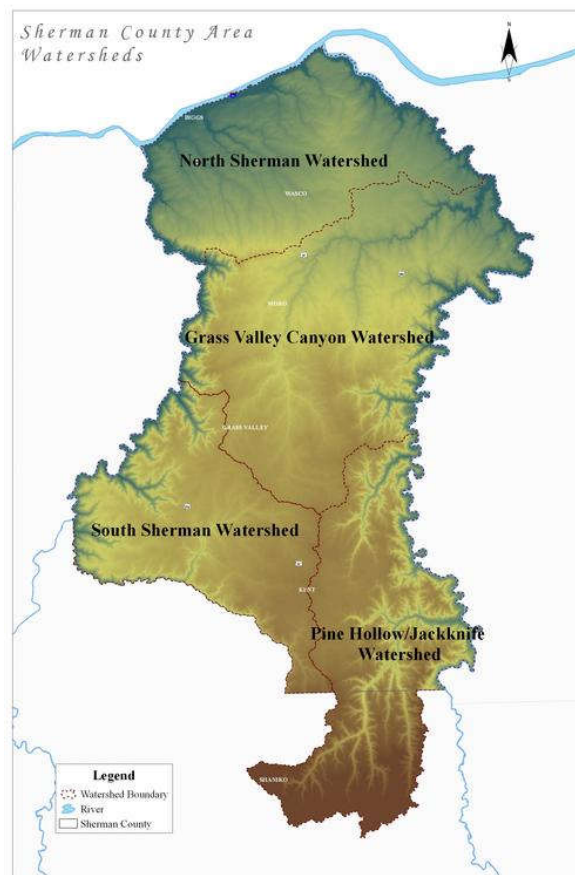 Sherman County Area
Watersheds
N
BIGGS
North Sherman Watershed
WASCO
MORO
Grass Valley Canyon Watershed
GRASS VALLEY
South Sherman Watershed
KENT
Pine Hollow/Jackknife
Watershed
SHANIKO
Legend
Watershed Boundary
River
Sherman County